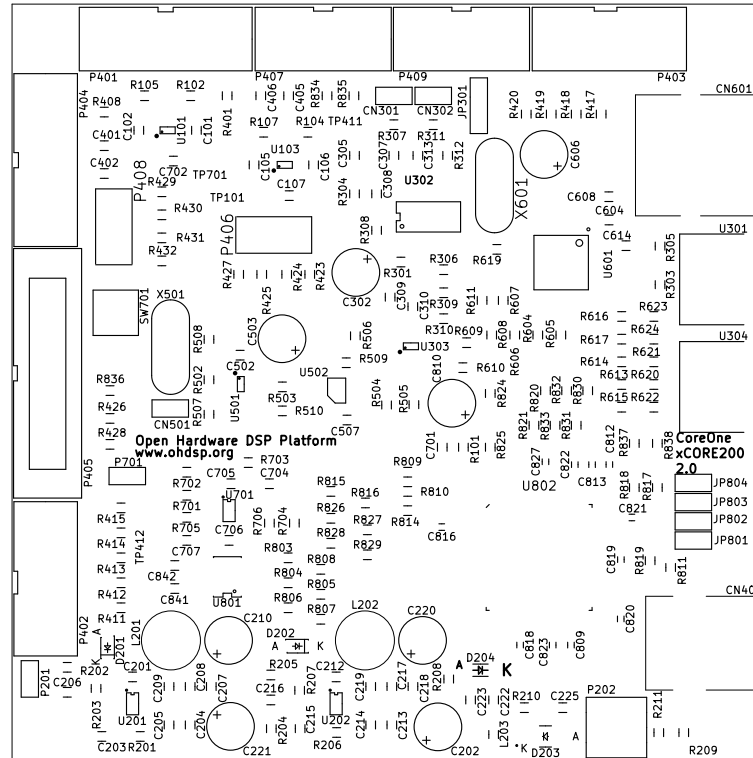 P401
P407
P409
P403
P404
R105
R102
R401
C406
C405
R834
R835
CN301
CN302
JP301
R420
R419
R418
R417
CN601
R408
C102
U101
C101
R107
R104
TP411
R307
R311
C401
C402
C702
TP701
U103
C105
C106
C305
C307
C313
R312
C606
P408
R429
TP101
C107
R304
C308
U302
X601
C608
R430
P406
C604
R431
R308
C614
U301
R432
R427
R424
R423
R301
R306
R619
U601
R305
R303
SW701
X501
R425
C302
C309
C310
R309
R611
R607
R616
R623
R508
C503
R506
R310
R609
R608
R604
R605
R617
R624
C502
R509
U303
C810
R610
R606
R614
R621
U304
R836
R502
U501
U502
R503
R504
R505
R824
R820
R832
R830
R613
R620
R426
CN501
R507
R510
R615
R622
R428
C507
R821
R833
R831
Open Hardware DSP Platform
www.ohdsp.org
C701
R101
R825
C812
R837
R838
CoreOne
xCORE200
2.0
P405
P701
R703
R809
C827
C822
C813
R702
C705
C704
R815
R810
U802
R818
R817
JP804
R701
U701
R816
JP803
R415
R705
R706
R704
R826
R827
R814
C821
JP802
R414
TP412
C707
C706
R828
R829
C816
JP801
R413
R803
R808
C819
R819
R811
C842
R804
R805
R412
C841
U801
R806
R807
CN40
R411
C210
L202
C220
C820
P402
L201
A
D201
K
D202
A
K
D204
A
K
C818
C823
C809
P201
C206
R202
C201
C209
C208
C207
R205
R207
C212
C219
C217
C218
R208
R203
C216
C223
C222
R210
C225
P202
R211
U201
C205
C204
R204
C215
U202
C214
C213
C203
R201
C221
R206
C202
L203
K
D203
A
R209